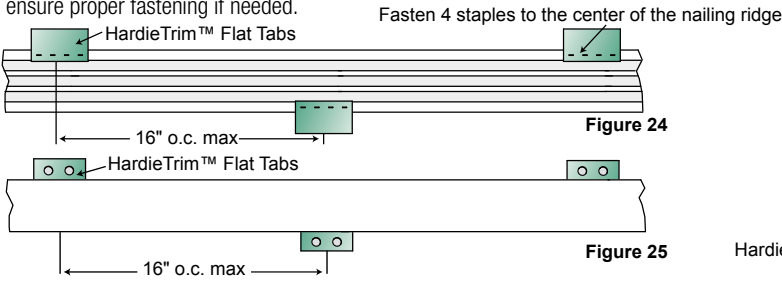 ensure proper fastening if needed.
Fasten 4 staples to the center of the nailing ridge
HardieTrim™ Flat Tabs
16" o.c. max
Figure 24
HardieTrim™ Flat Tabs
16" o.c. max
Figure 25